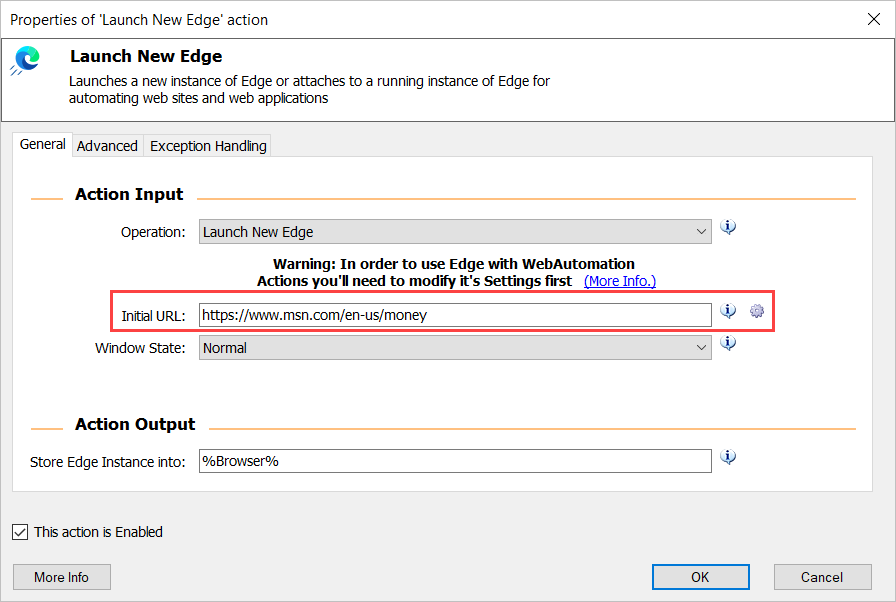 Properties of 'Launch New Edge' action
Launch New Edge
Launches a new instance of Edge or attaches to a running instance of Edge for
automating web sites and web applications
General Advanced Exception Handling
Action Input
Operation: Launch New Edge
Warning: In order to use Edge with WebAutomation
Actions you'll need to modify it's Settings first (More Info.)
Initial URL: https://www.msn.com/en-us/money
Window State: Normal
Action Output
Store Edge Instance into: %Browser%
This action is Enabled
More Info OK Cancel